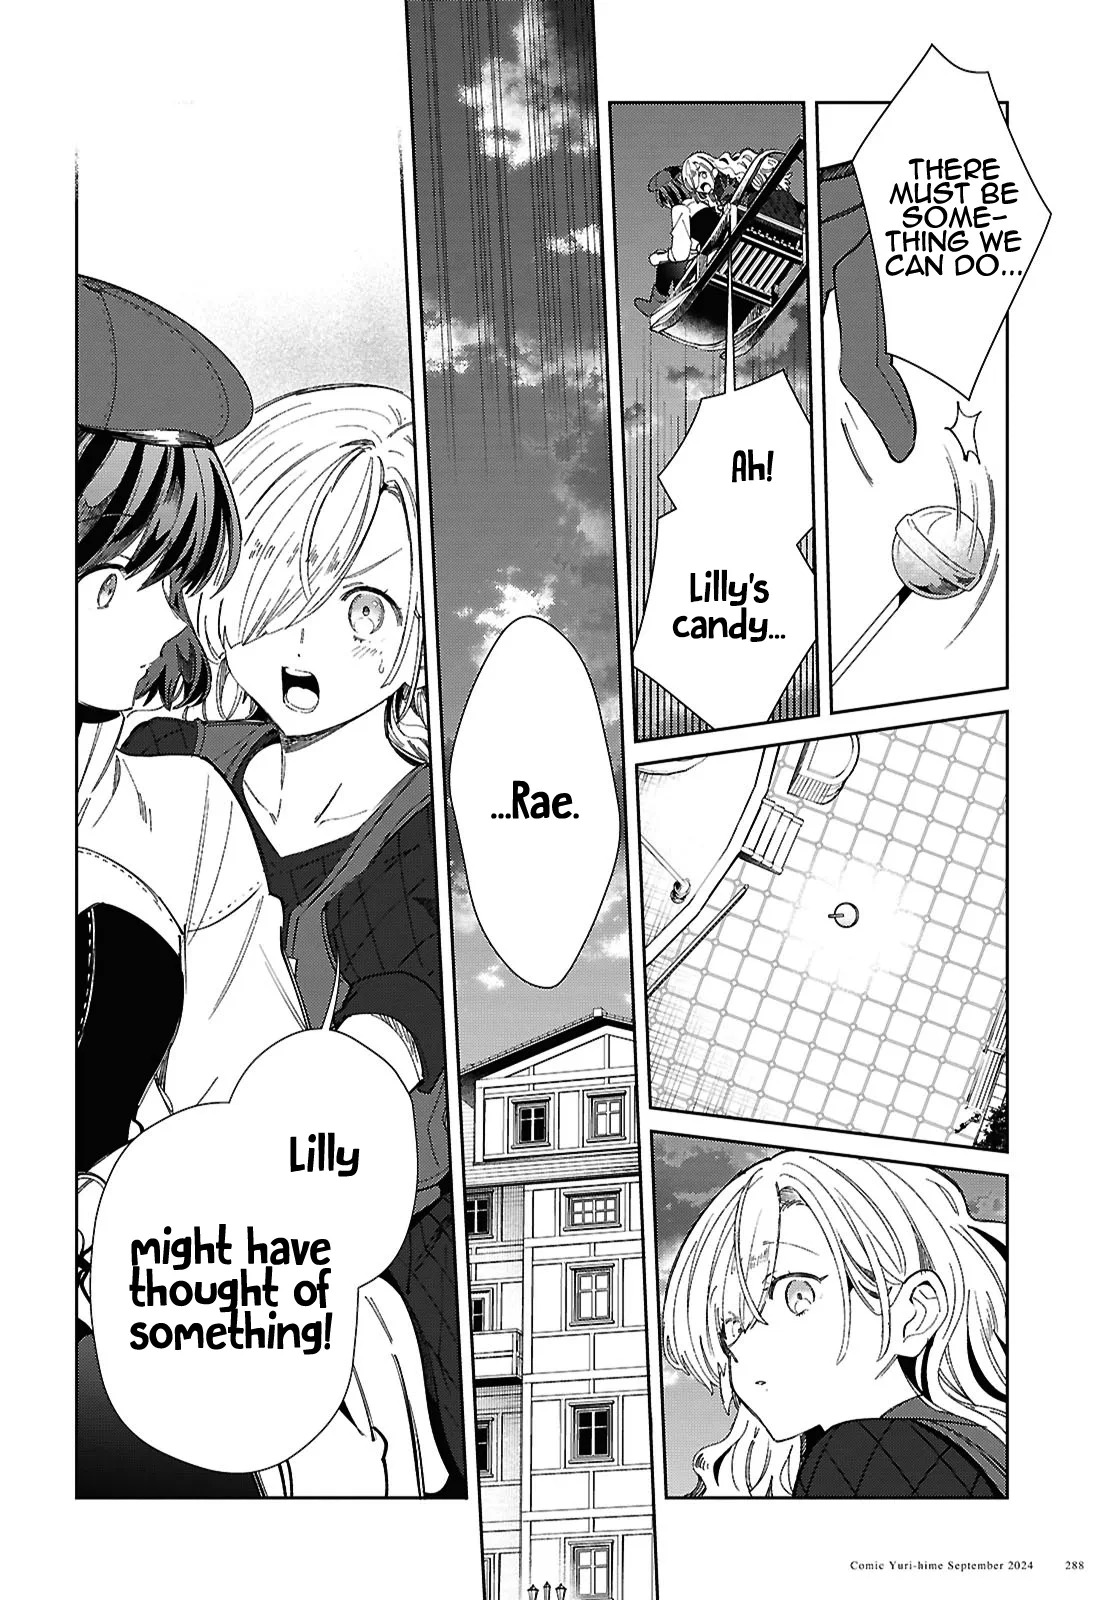 THERE
MUST BE
SOME-
THING WE
CAN DO...
Ah!
Lilly's
candy...
...Rae.
Lilly
might have
thought of
something!
Comic Yuri-hime September 2024 288